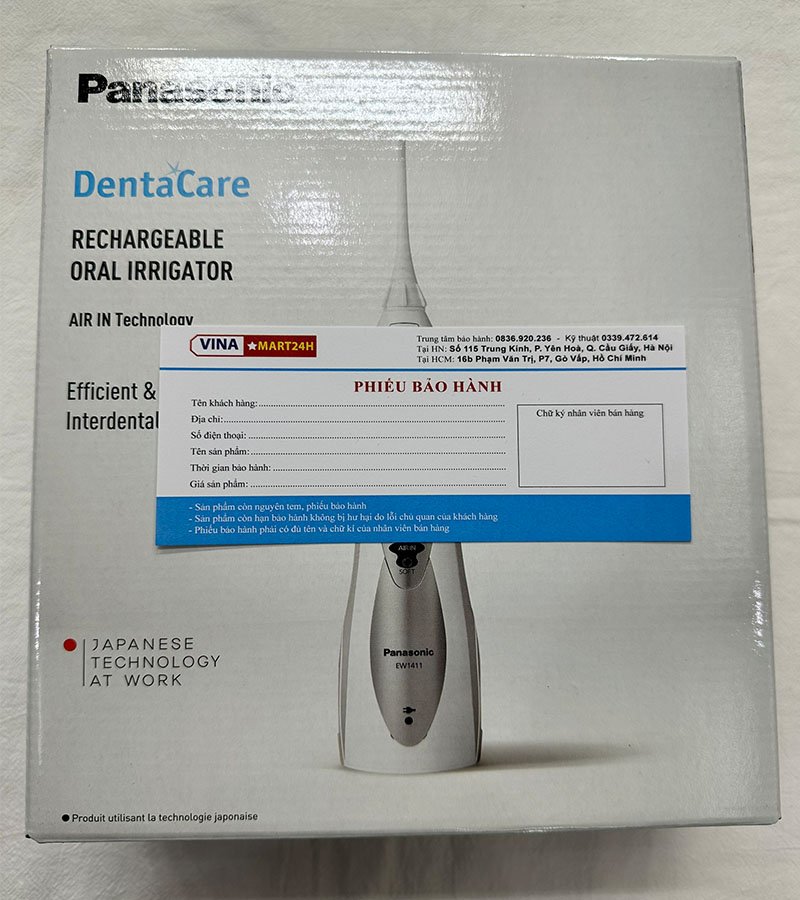 Panasonic
DentaCare
RECHARGEABLE
ORAL IRRIGATOR
AIR IN Technology
Efficient &
Interdental
VINA MART24H
Trung tâm bảo hành: 0836.920.236 - Kỹ thuật 0339.472.614
Tại HN: Số 115 Trung Kính, P. Yên Hoà, Q. Cầu Giấy, Hà Nội
Tại HCM: 16b Phạm Văn Trị, P7, Gò Vấp, Hồ Chí Minh
PHIẾU BẢO HÀNH
Tên khách hàng:
Địa chỉ:
Số điện thoại:
Tên sản phẩm:
Thời gian bảo hành:
Giá sản phẩm:
Chữ ký nhân viên bán hàng
- Sản phẩm còn nguyên tem, phiếu bảo hành
- Sản phẩm còn hạn bảo hành không bị hư hại do lỗi chủ quan của khách hàng
- Phiếu bảo hành phải có đủ tên và chữ kí của nhân viên bán hàng
AIR IN
SOFT
Panasonic
EW1411
JAPANESE
TECHNOLOGY
AT WORK
● Produit utilisant la technologie japonaise